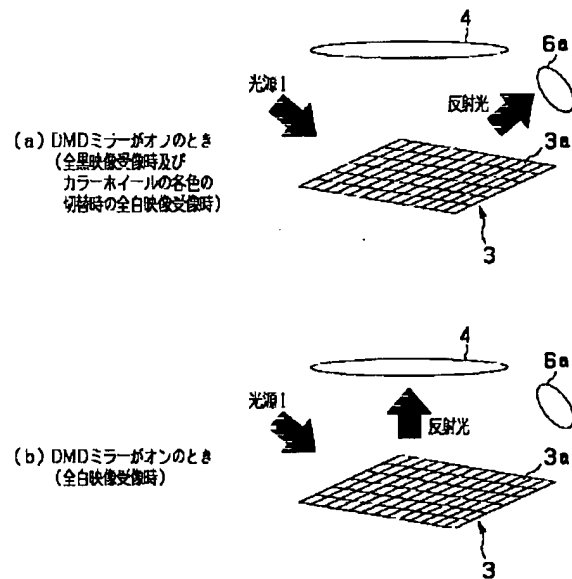 4
6a
光源1
反射光
(a) DMDミラーがオフのとき
(全黒映像受像時及び
カラーホイールの各色の
切替時の全白映像受像時)
3a
3
4
6a
光源1
反射光
(b) DMDミラーがオンのとき
(全白映像受像時)
3a
3